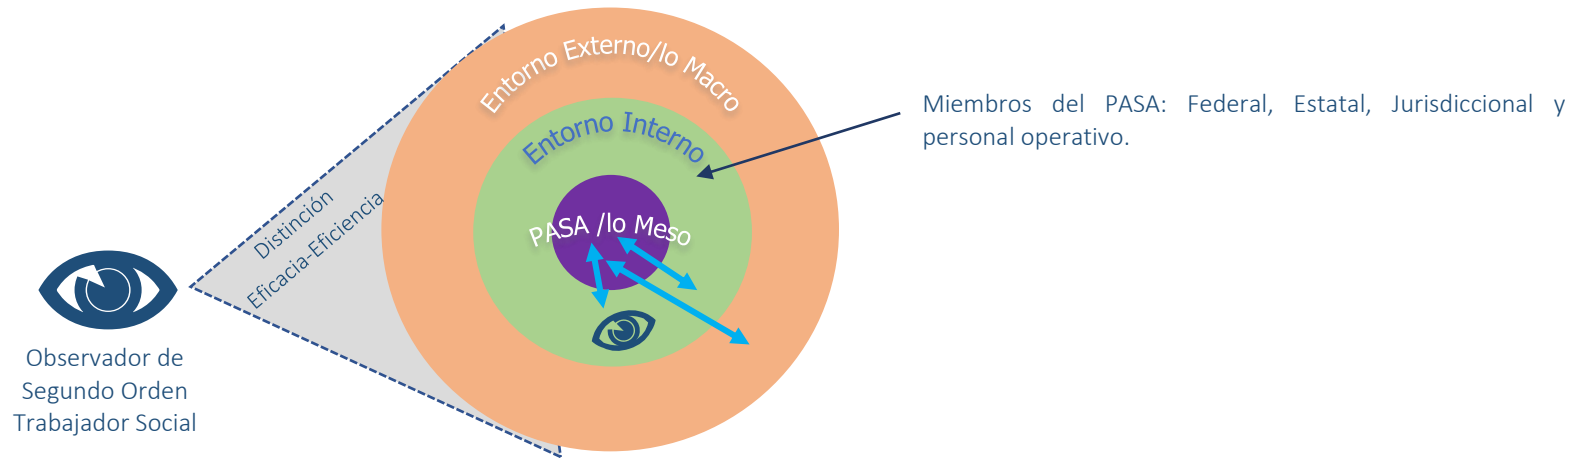 Entorno Externo/lo Macro
Entorno Interno
PASA /lo Meso
Miembros del PASA: Federal, Estatal, Jurisdiccional y
personal operativo.
Distinción
Eficacia-Eficiencia
Observador de
Segundo Orden
Trabajador Social